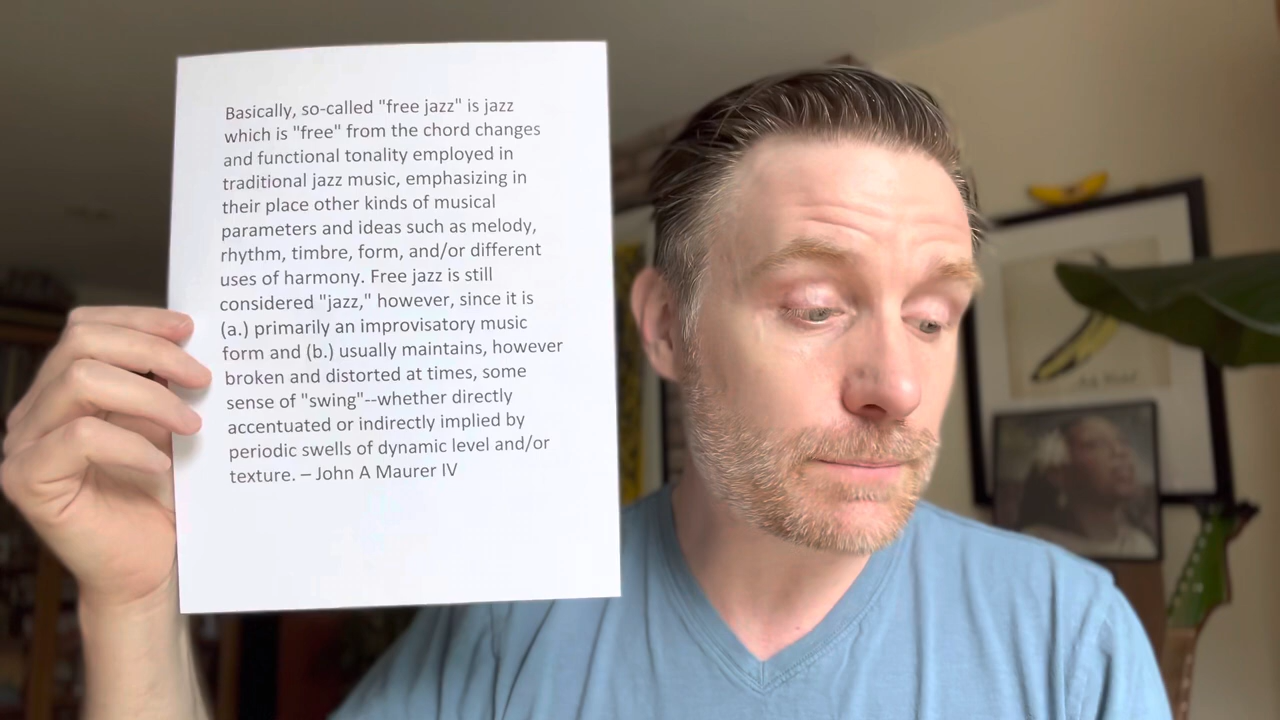 Basically, so-called "free jazz" is jazz
which is "free" from the chord changes
and functional tonality employed in
traditional jazz music, emphasizing in
their place other kinds of musical
parameters and ideas such as melody,
rhythm, timbre, form, and/or different
uses of harmony. Free jazz is still
considered "jazz," however, since it is
(a.) primarily an improvisatory music
form and (b.) usually maintains, however
broken and distorted at times, some
sense of "swing"--whether directly
accentuated or indirectly implied by
periodic swells of dynamic level and/or
texture. – John A Maurer IV